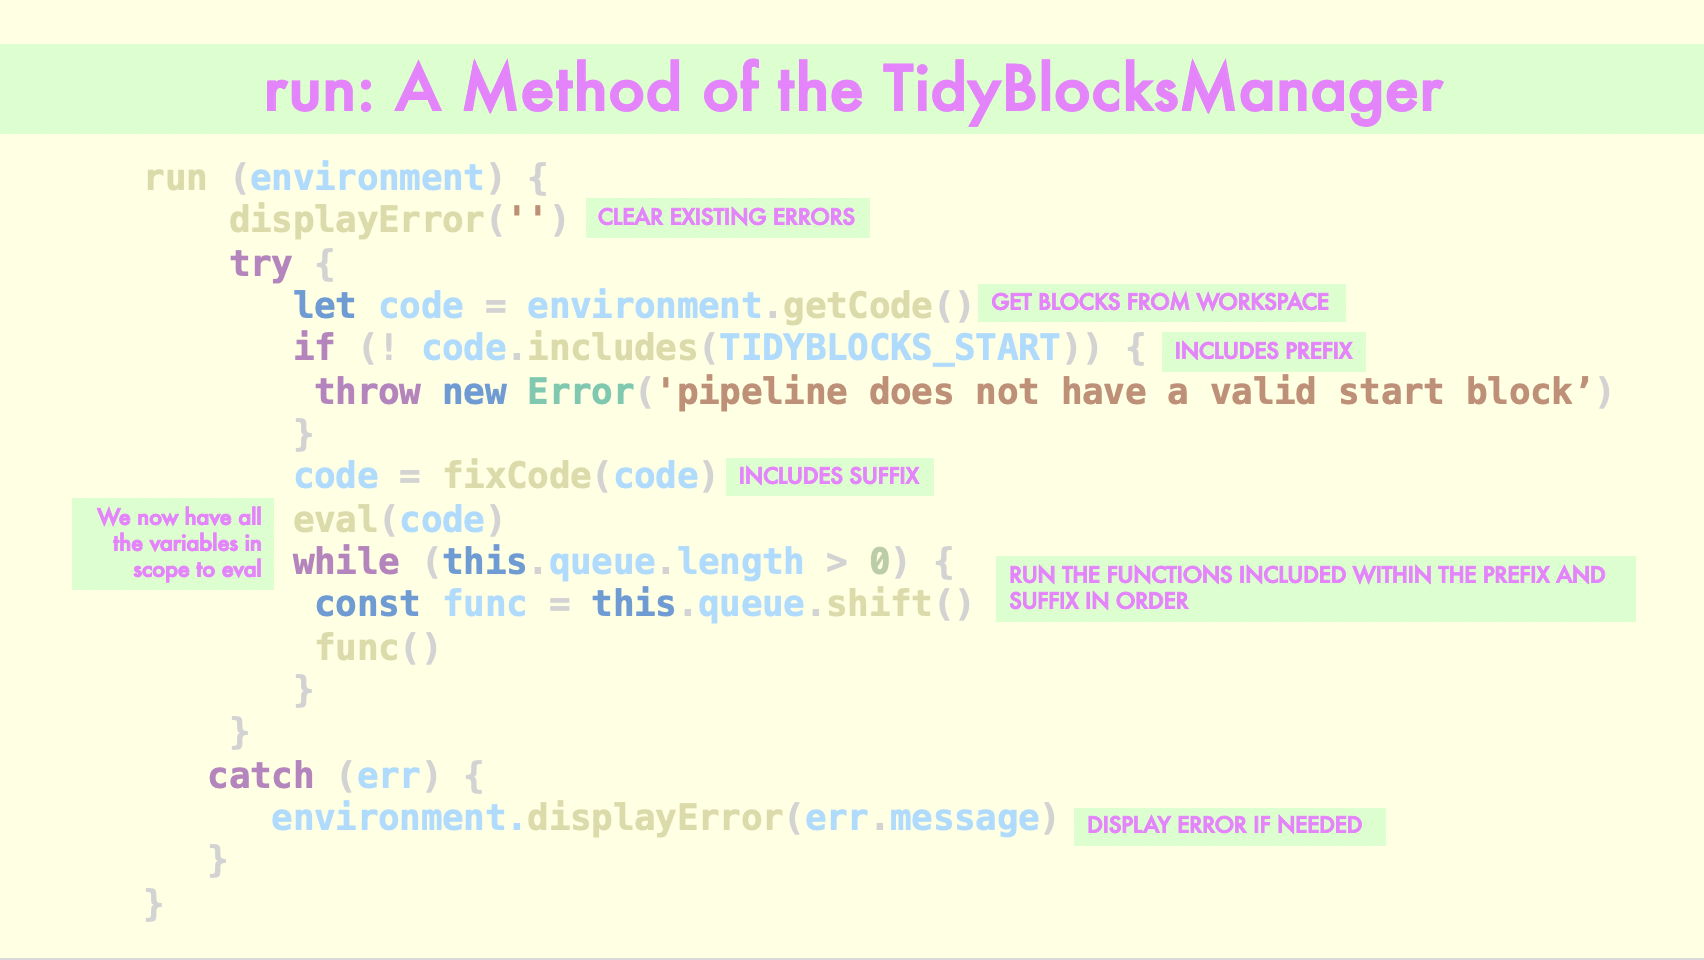 run: A Method of the TidyBlocksManager
run (environment) {
displayError('') CLEAR EXISTING ERRORS
try {
let code = environment.getCode() GET BLOCKS FROM WORKSPACE
if (! code.includes(TIDYBLOCKS_START)) { INCLUDES PREFIX
throw new Error('pipeline does not have a valid start block’)
}
code = fixCode(code) INCLUDES SUFFIX
We now have all
the variables in
scope to eval
eval(code)
while (this.queue.length > 0) {
const func = this.queue.shift()
RUN THE FUNCTIONS INCLUDED WITHIN THE PREFIX AND
SUFFIX IN ORDER
func()
}
}
catch (err) {
environment.displayError(err.message) DISPLAY ERROR IF NEEDED
}
}